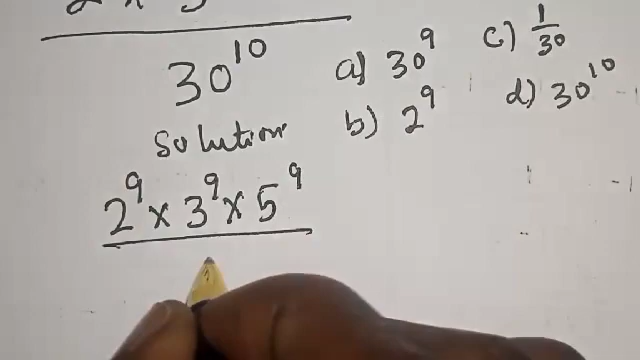 30^10
a) 30^9
c) 1/30
b) 2^9
d) 30^10
Solution
2^9 × 3^9 × 5^9